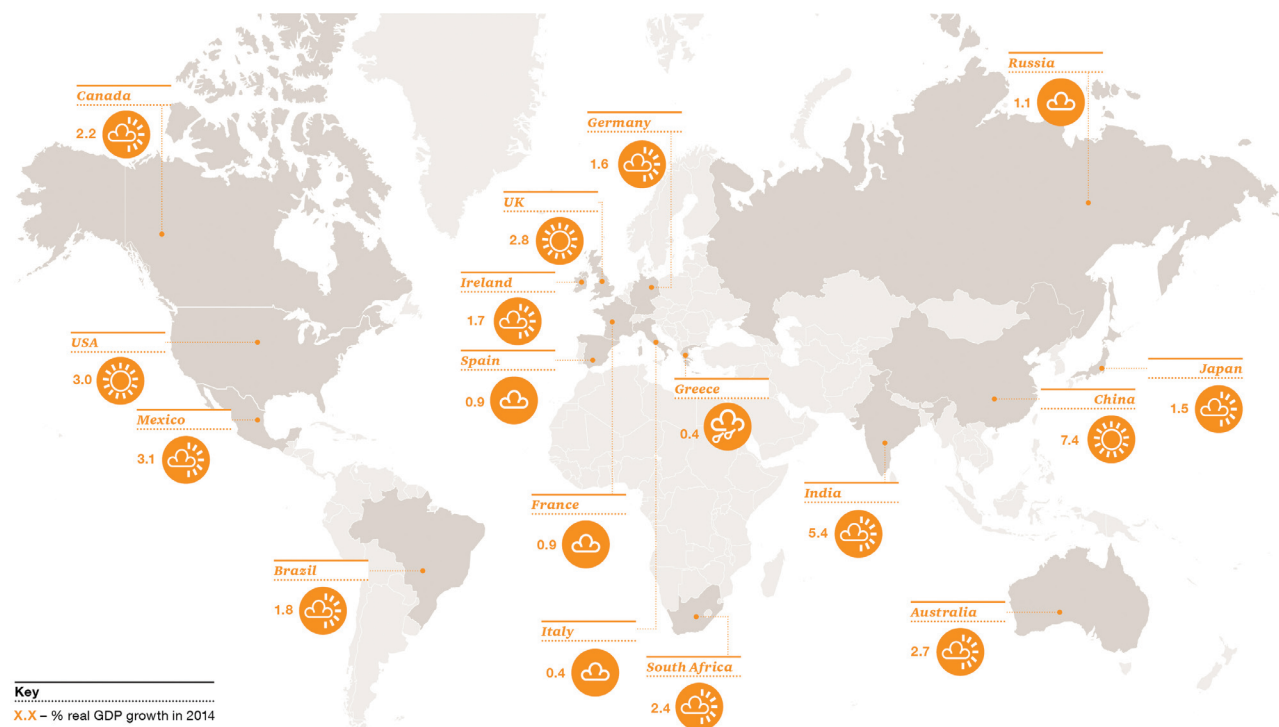 Russia
1.1
Canada
2.2
Germany
1.6
UK
2.8
Ireland
1.7
USA
3.0
Spain
0.9
Greece
0.4
Japan
1.5
China
7.4
Mexico
3.1
India
5.4
France
0.9
Brazil
1.8
Australia
2.7
Italy
0.4
South Africa
2.4
Key
X.X – % real GDP growth in 2014